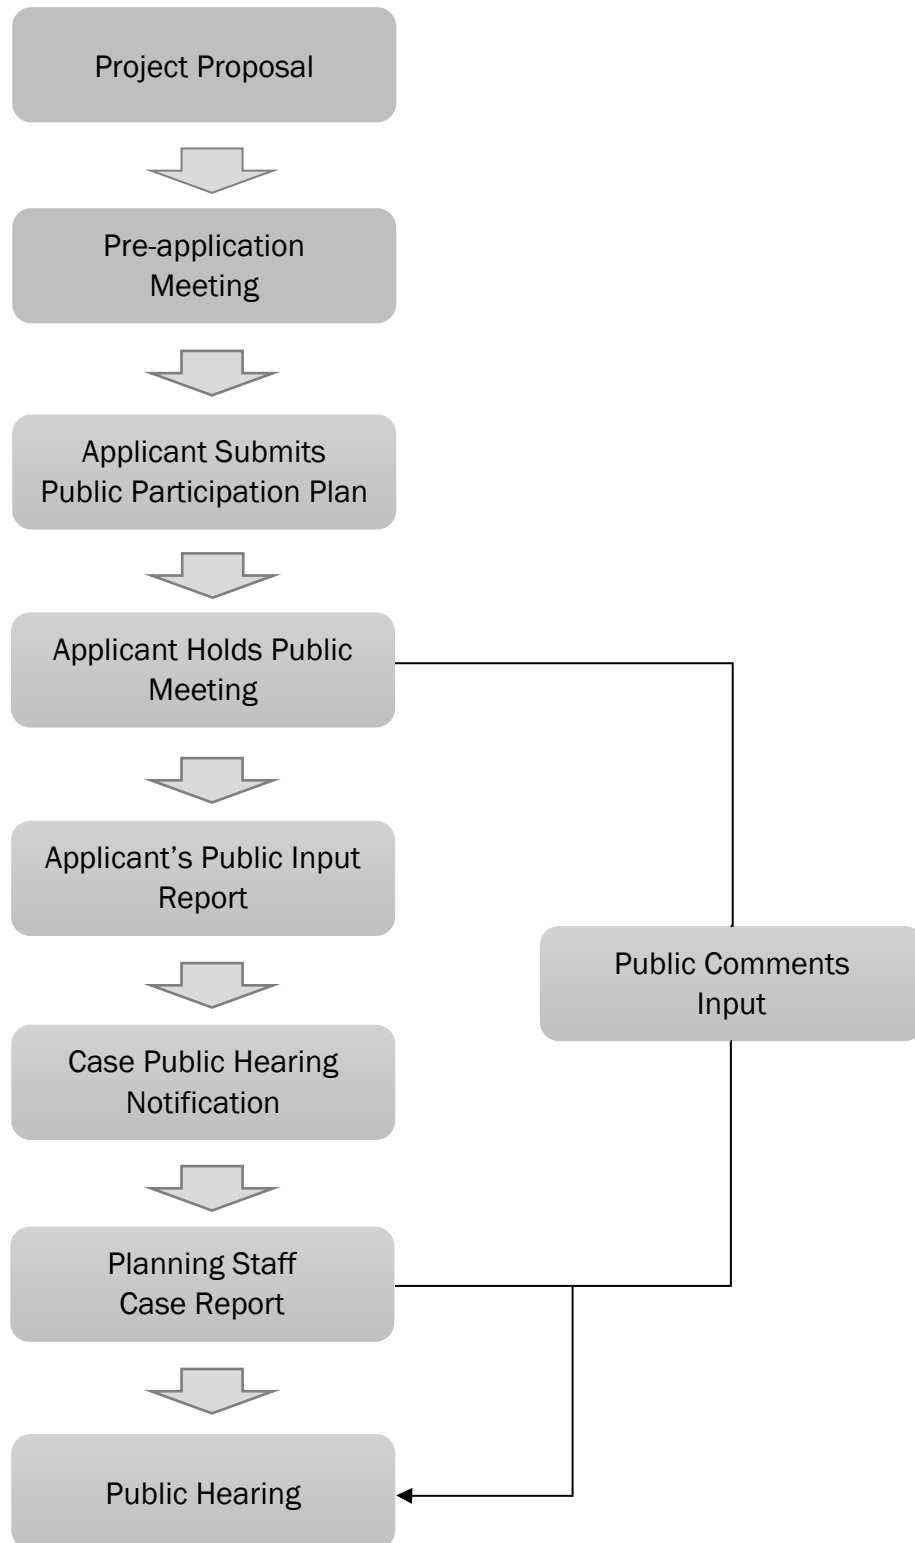 Project Proposal
Pre-application
Meeting
Applicant Submits
Public Participation Plan
Applicant Holds Public
Meeting
Applicant’s Public Input
Report
Public Comments
Input
Case Public Hearing
Notification
Planning Staff
Case Report
Public Hearing